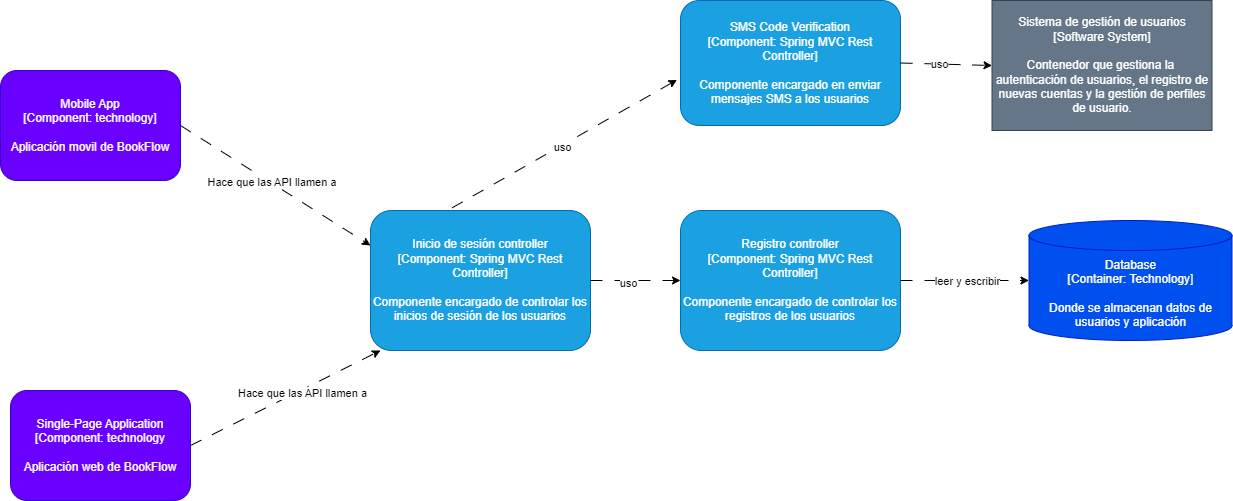 SMS Code Verification
[Component: Spring MVC Rest
Controller]
Componente encargado en enviar
mensajes SMS a los usuarios
uso
Sistema de gestión de usuarios
[Software System]
Contenedor que gestiona la
autenticación de usuarios, el registro de
nuevas cuentas y la gestión de perfiles
de usuario.
Mobile App
[Component: technology]
Aplicación movil de BookFlow
Hace que las API llamen a
uso
Inicio de sesión controller
[Component: Spring MVC Rest
Controller]
Componente encargado de controlar los
inicios de sesión de los usuarios
uso
Registro controller
[Component: Spring MVC Rest
Controller]
Componente encargado de controlar los
registros de los usuarios
leer y escribir
Database
[Container: Technology]
Donde se almacenan datos de
usuarios y aplicación
Hace que las API llamen a
Single-Page Application
[Component: technology
Aplicación web de BookFlow